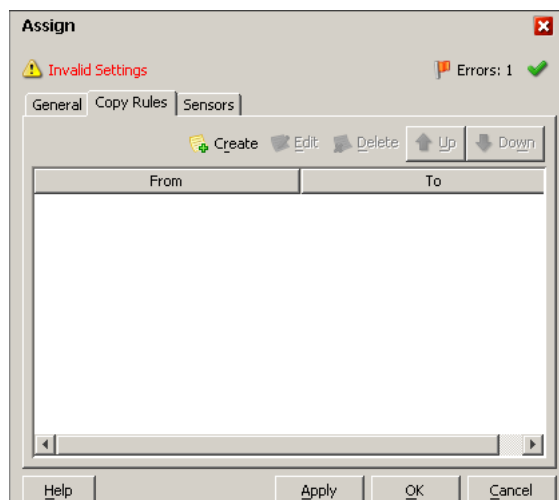 Assign
Invalid Settings Errors: 1
General Copy Rules Sensors
Create Edit Delete Up Down
From To
Help Apply OK Cancel